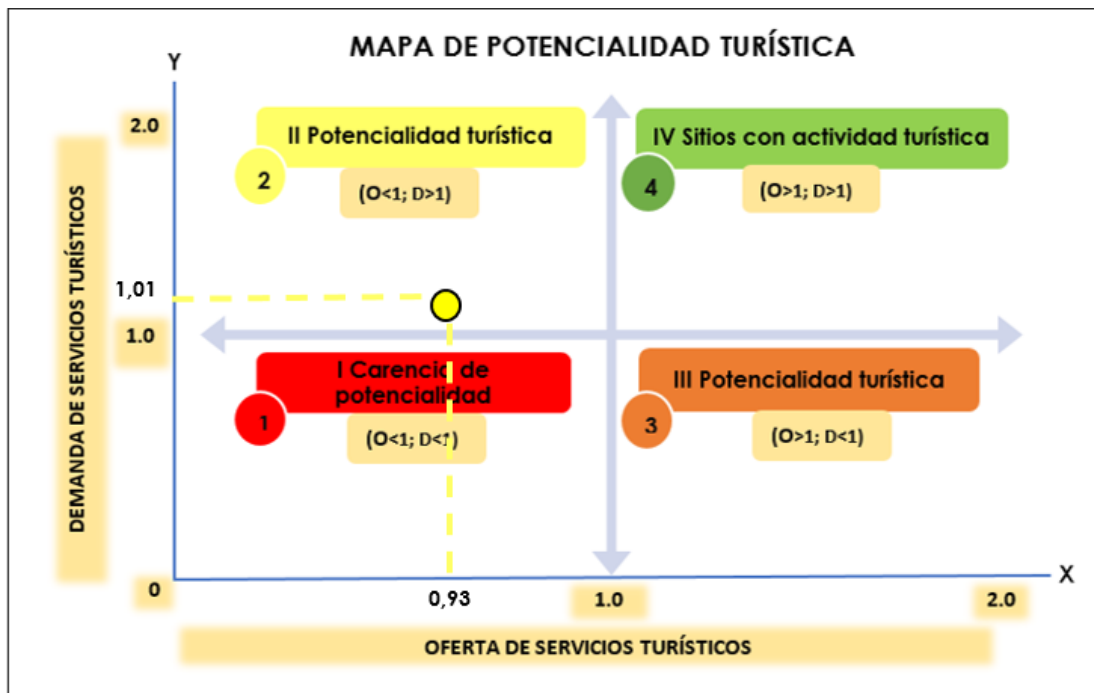 MAPA DE POTENCIALIDAD TURÍSTICA
Y
2.0
II Potencialidad turística
IV Sitios con actividad turística
2
4
(O<1; D>1)
(O>1; D>1)
DEMANDA DE SERVICIOS TURÍSTICOS
1,01
1.0
I Carencia de
potencialidad
III Potencialidad turística
1
3
(O<1; D<1)
(O>1; D<1)
0
0,93
1.0
2.0
X
OFERTA DE SERVICIOS TURÍSTICOS